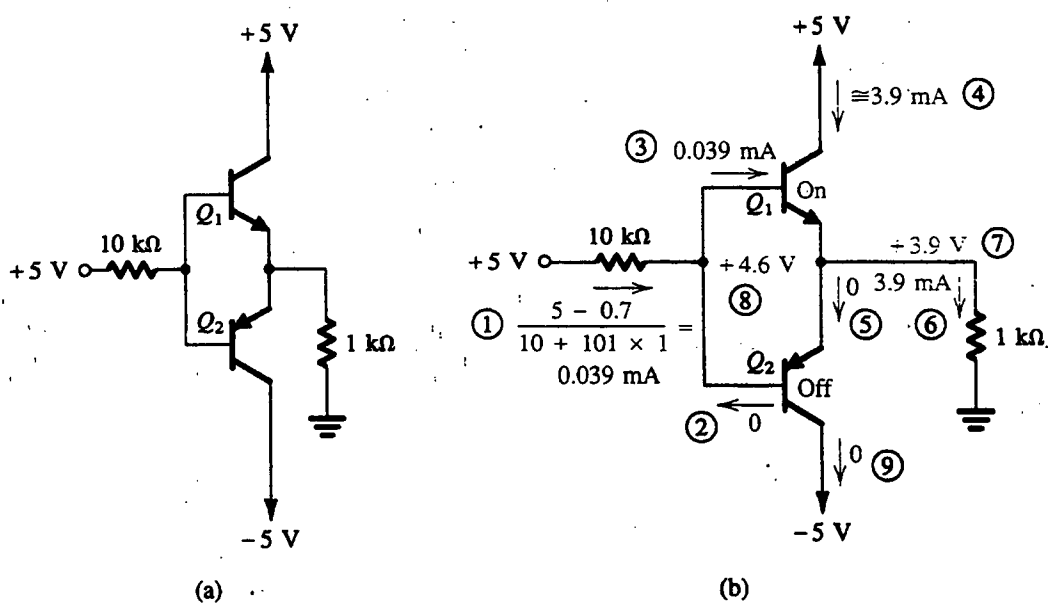 +5 V
Q1
10 kΩ
+5 V
Q2
1 kΩ
−5 V
(a)
+5 V
≅3.9 mA ④
③ 0.039 mA
On
Q1
10 kΩ
+5 V
+4.6 V
⑧
+3.9 V ⑦
0 3.9 mA
⑤ ⑥
① 5 − 0.7
10 + 101 × 1 =
0.039 mA
1 kΩ
Q2
Off
② 0
0 ⑨
−5 V
(b)